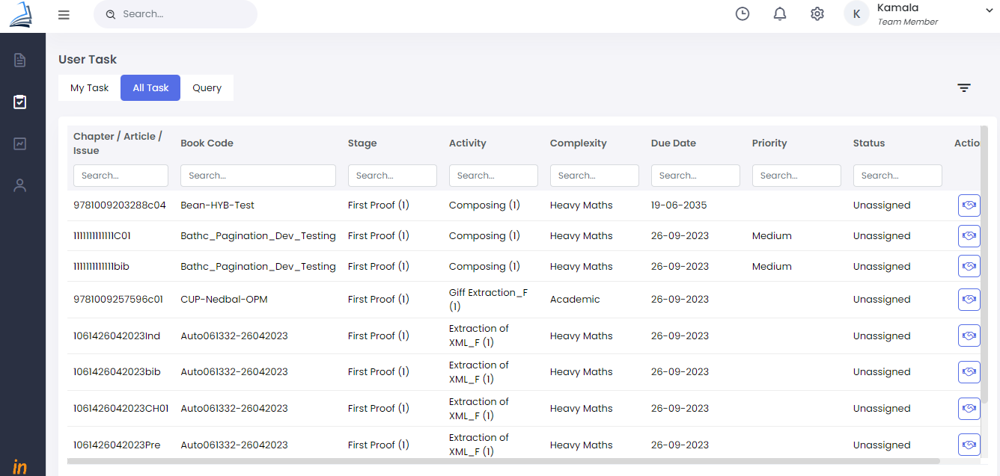 Search...
K
Kamala
Team Member
User Task
My Task All Task Query
Chapter / Article / Issue Book Code Stage Activity Complexity Due Date Priority Status Actio
Search... Search... Search... Search... Search... Search... Search... Search...
9781009203288c04 Bean-HYB-Test First Proof (1) Composing (1) Heavy Maths 19-06-2035 Unassigned
1111111111111C01 Bathc_Pagination_Dev_Testing First Proof (1) Composing (1) Heavy Maths 26-09-2023 Medium Unassigned
1111111111111bib Bathc_Pagination_Dev_Testing First Proof (1) Composing (1) Heavy Maths 26-09-2023 Medium Unassigned
9781009257596c01 CUP-Nedbal-OPM First Proof (1) Giff Extraction_F (1) Academic 26-09-2023 Unassigned
1061426042023Ind Auto061332-26042023 First Proof (1) Extraction of XML_F (1) Heavy Maths 26-09-2023 Unassigned
1061426042023bib Auto061332-26042023 First Proof (1) Extraction of XML_F (1) Heavy Maths 26-09-2023 Unassigned
1061426042023CH01 Auto061332-26042023 First Proof (1) Extraction of XML_F (1) Heavy Maths 26-09-2023 Unassigned
1061426042023Pre Auto061332-26042023 First Proof (1) Extraction of XML_F (1) Heavy Maths 26-09-2023 Unassigned
in